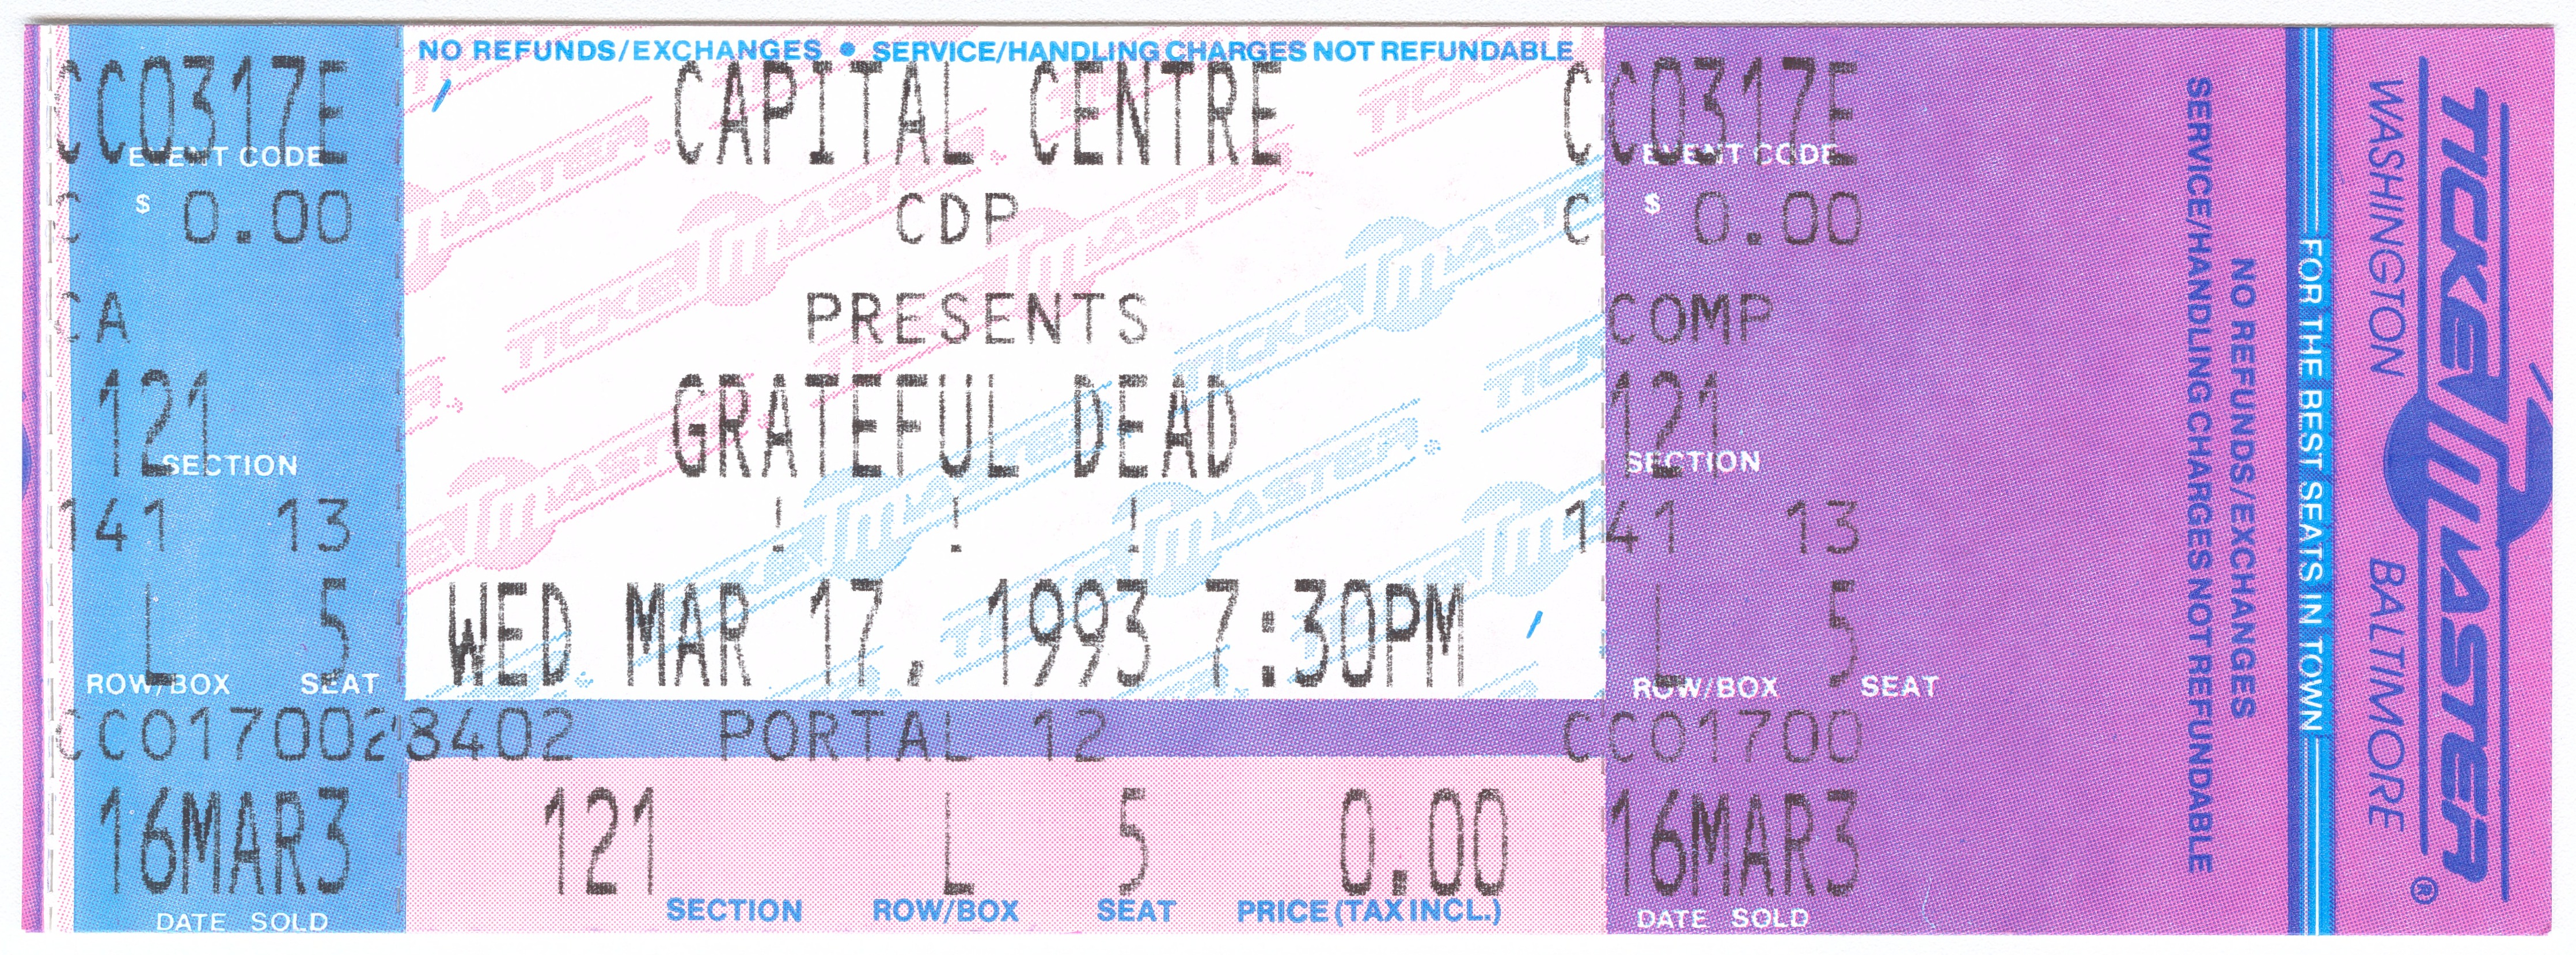 NO REFUNDS/EXCHANGES • SERVICE/HANDLING CHARGES NOT REFUNDABLE
CC0317E
EVENT CODE
$ 0.00
C
CA
121
SECTION
141 13
L 5
ROW/BOX SEAT
CC0170028402 PORTAL 12
16MAR3
DATE SOLD
CAPITAL CENTRE
CDP
PRESENTS
GRATEFUL DEAD
! ! !
WED MAR 17, 1993 7:30PM
121 L 5 0.00
SECTION ROW/BOX SEAT PRICE (TAX INCL.)
CC0317E
EVENT CODE
C $ 0.00
COMP
121
SECTION
141 13
L 5
ROW/BOX SEAT
CC01700
16MAR3
DATE SOLD
NO REFUNDS/EXCHANGES
SERVICE/HANDLING CHARGES NOT REFUNDABLE
FOR THE BEST SEATS IN TOWN
TICKETMASTER®
WASHINGTON BALTIMORE
TICKETMASTER
TICKETMASTER
TICKETMASTER
TICKETMASTER